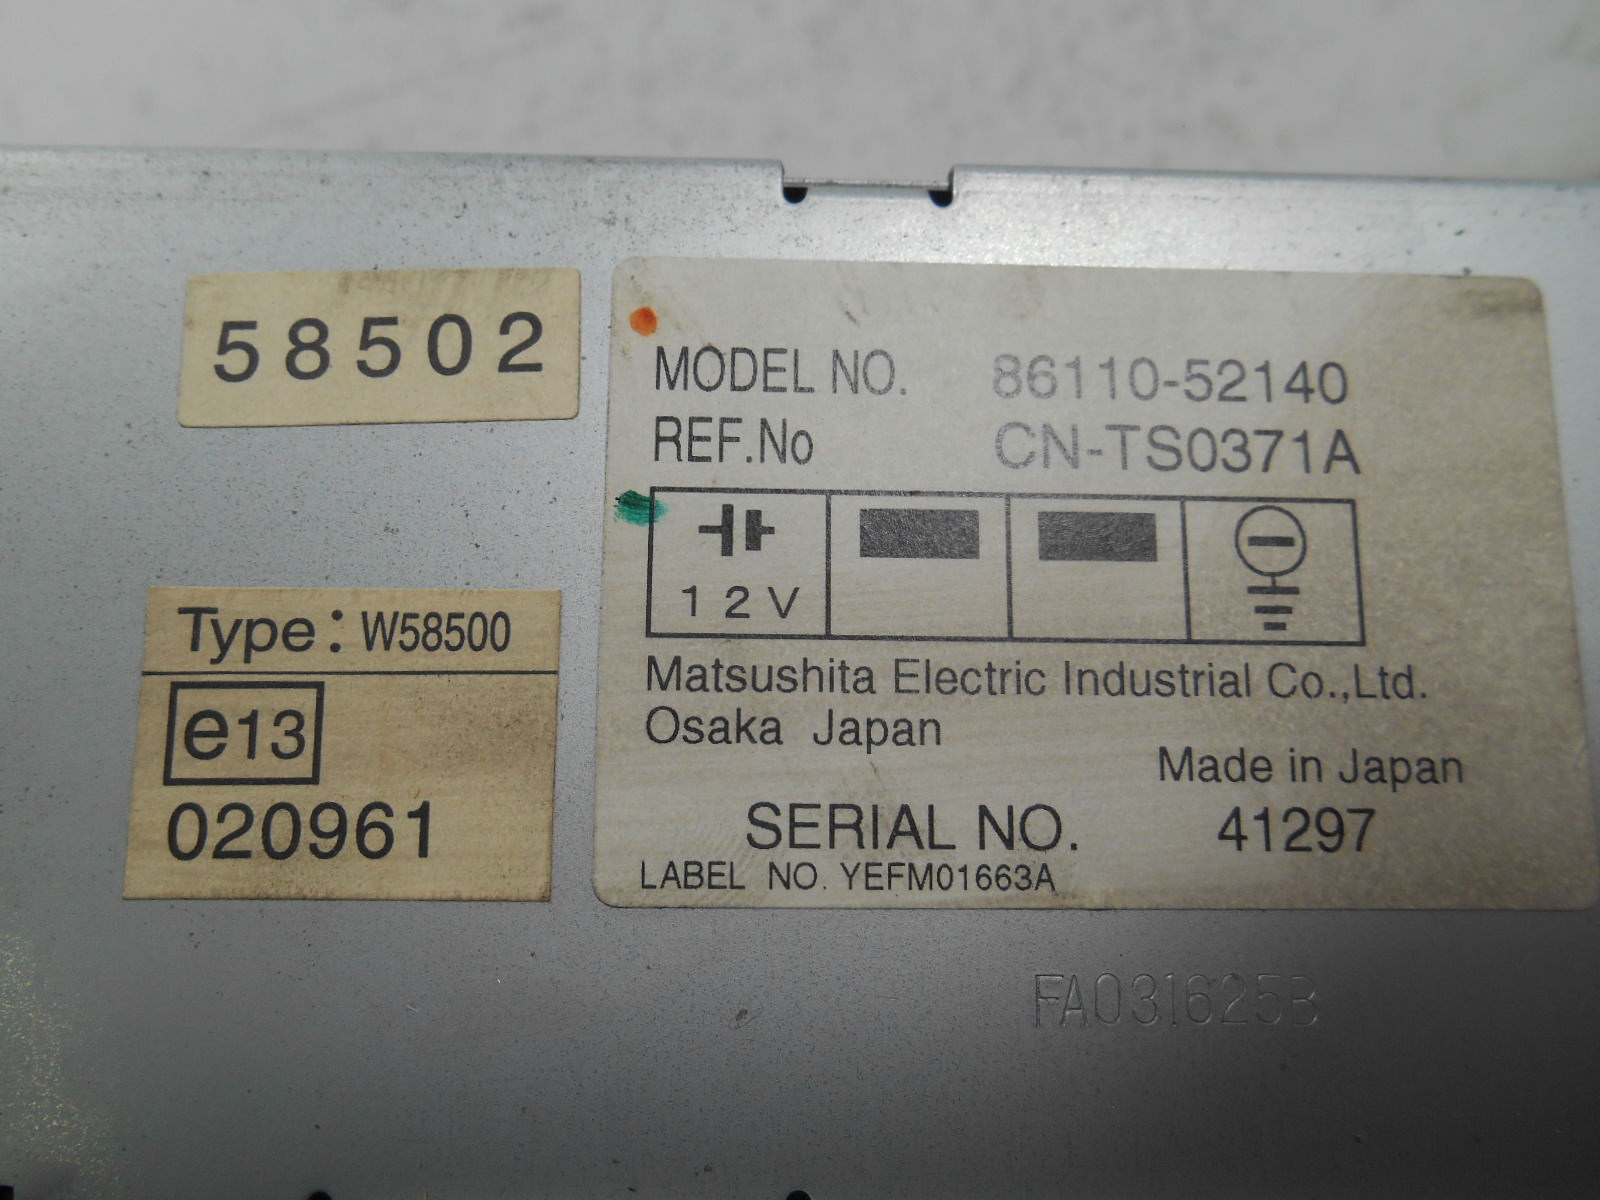 58502
Type: W58500
e13
020961
MODEL NO. 86110-52140
REF.No CN-TS0371A
12V
Matsushita Electric Industrial Co.,Ltd.
Osaka Japan
Made in Japan
SERIAL NO. 41297
LABEL NO. YEFM01663A
FA031625B